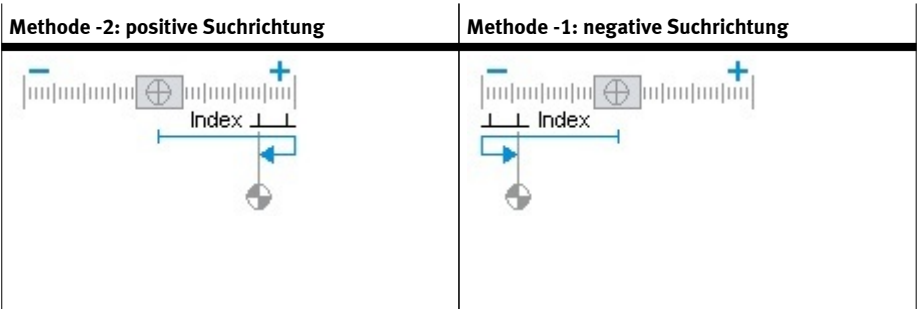 Methode -2: positive Suchrichtung
Methode -1: negative Suchrichtung
− +
Index
− +
Index